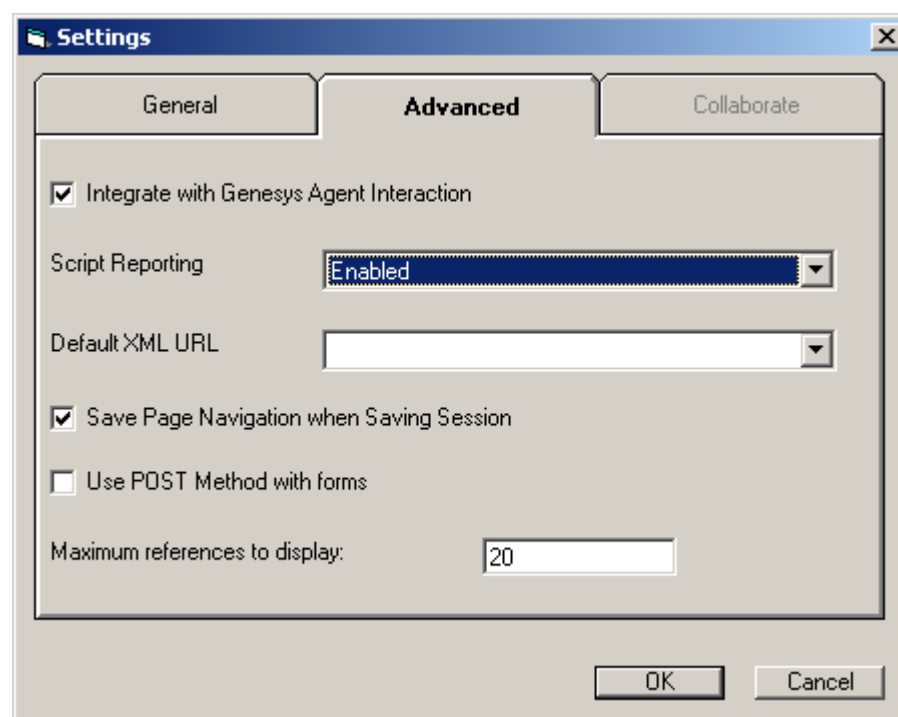 Settings
General Advanced Collaborate
Integrate with Genesys Agent Interaction
Script Reporting Enabled
Default XML URL
Save Page Navigation when Saving Session
Use POST Method with forms
Maximum references to display: 20
OK Cancel